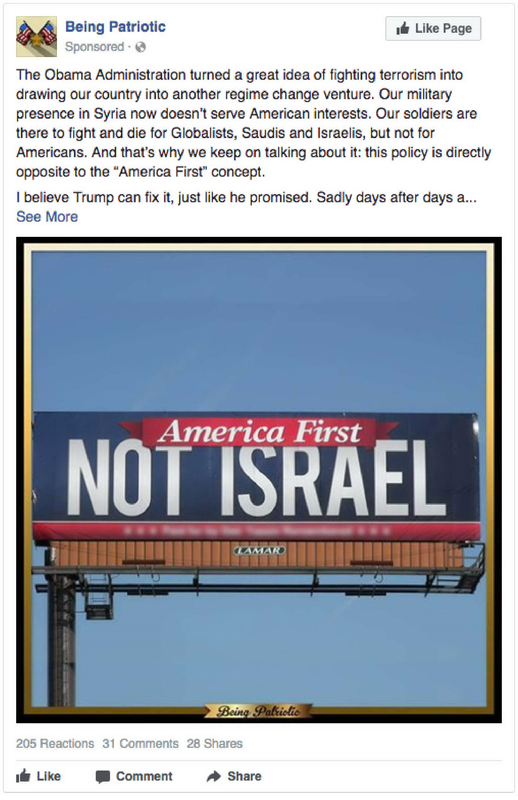 Being Patriotic
Like Page
Sponsored ·
The Obama Administration turned a great idea of fighting terrorism into
drawing our country into another regime change venture. Our military
presence in Syria now doesn't serve American interests. Our soldiers are
there to fight and die for Globalists, Saudis and Israelis, but not for
Americans. And that's why we keep on talking about it: this policy is directly
opposite to the "America First" concept.
I believe Trump can fix it, just like he promised. Sadly days after days a...
See More
America First
NOT ISRAEL
LAMAR
Being Patriotic
205 Reactions 31 Comments 28 Shares
Like Comment Share